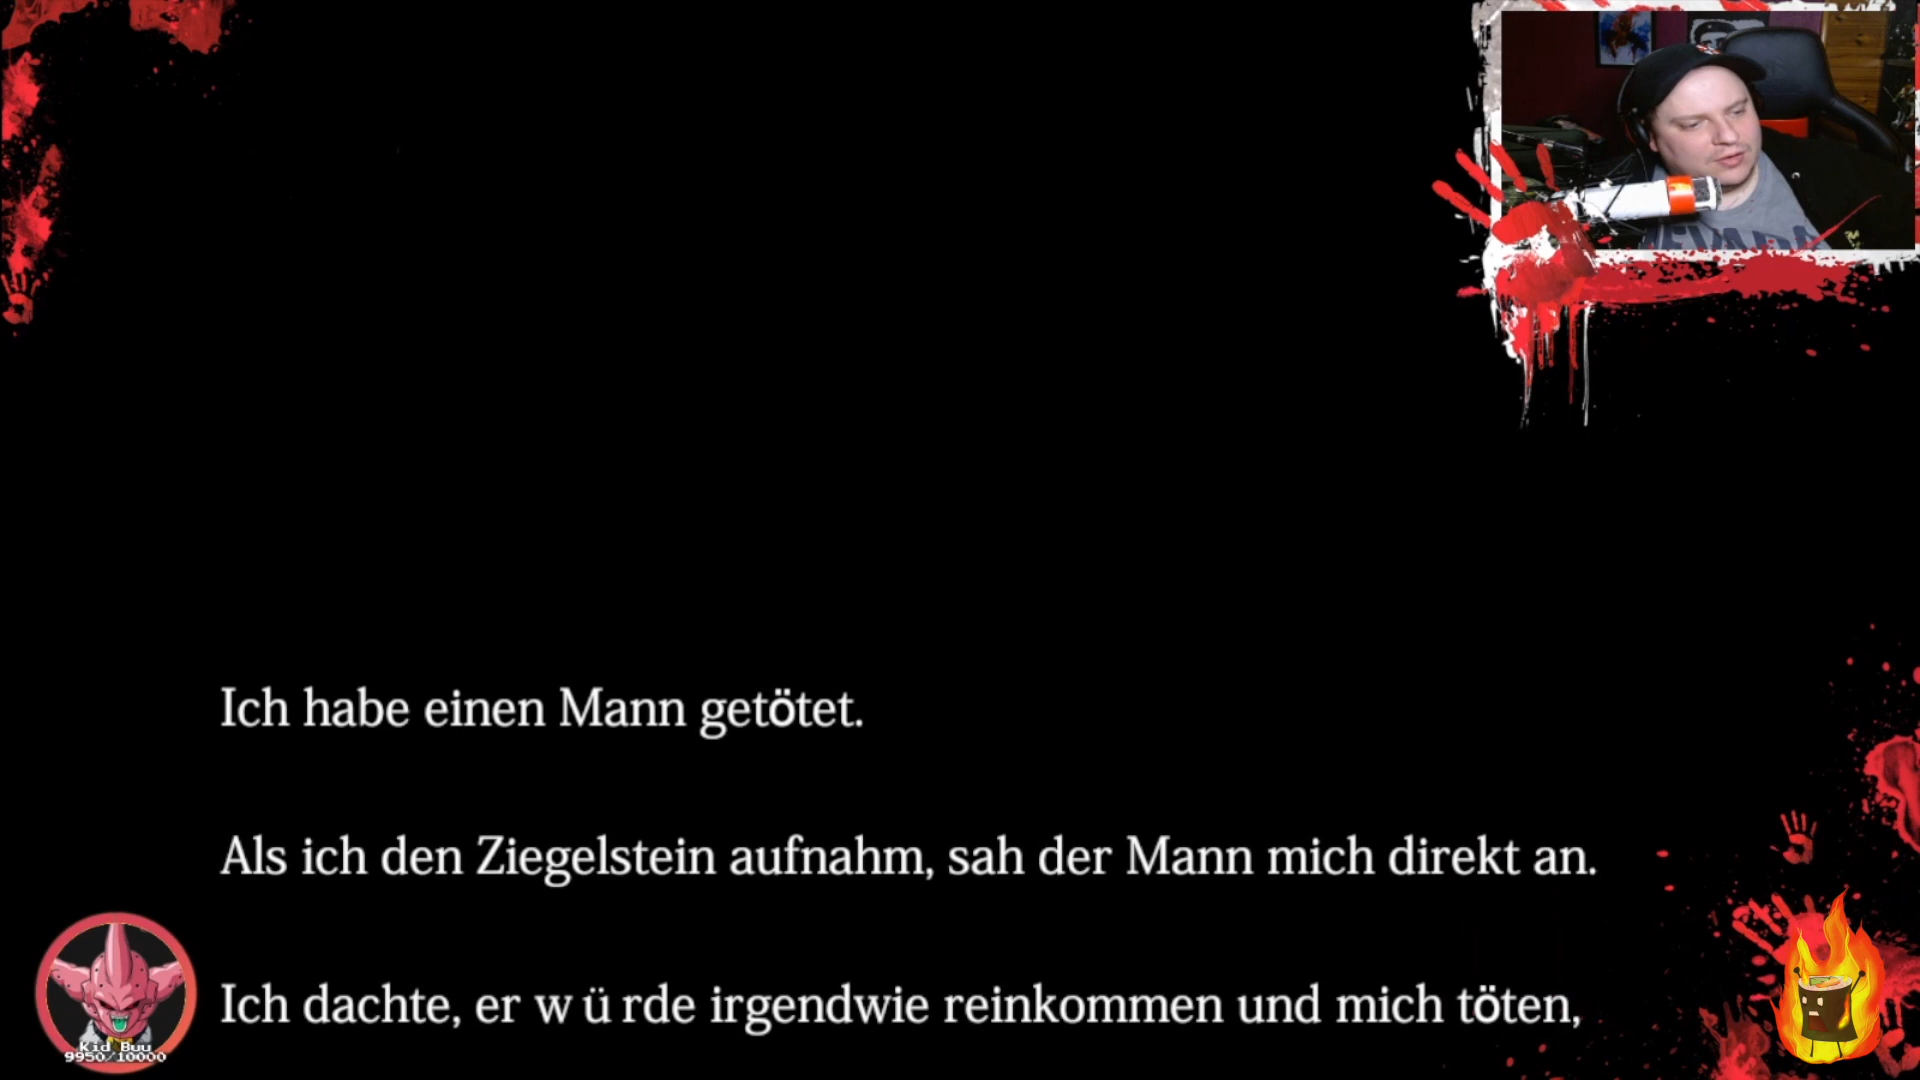 NEVADA
Ich habe einen Mann getötet.
Als ich den Ziegelstein aufnahm, sah der Mann mich direkt an.
Ich dachte, er w ü rde irgendwie reinkommen und mich töten,
Kid Buu
9950/10000